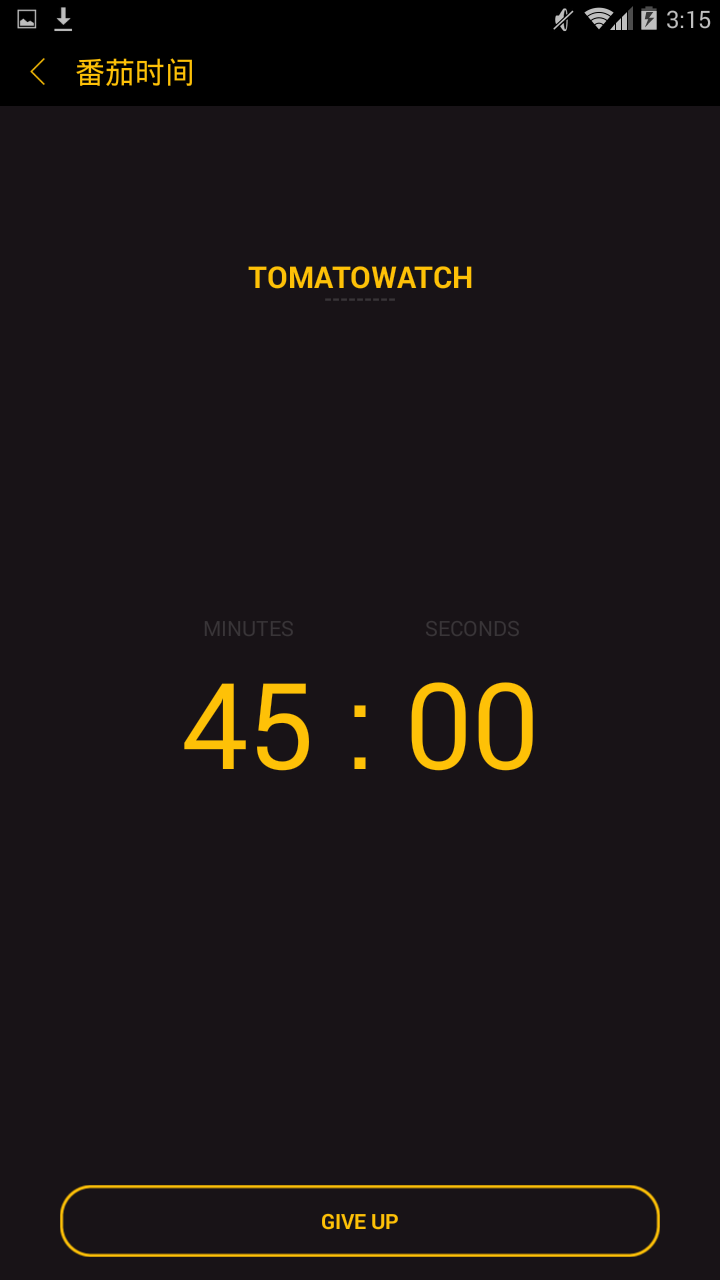 3:15
番茄时间
TOMATOWATCH
---------
MINUTES SECONDS
45 : 00
GIVE UP